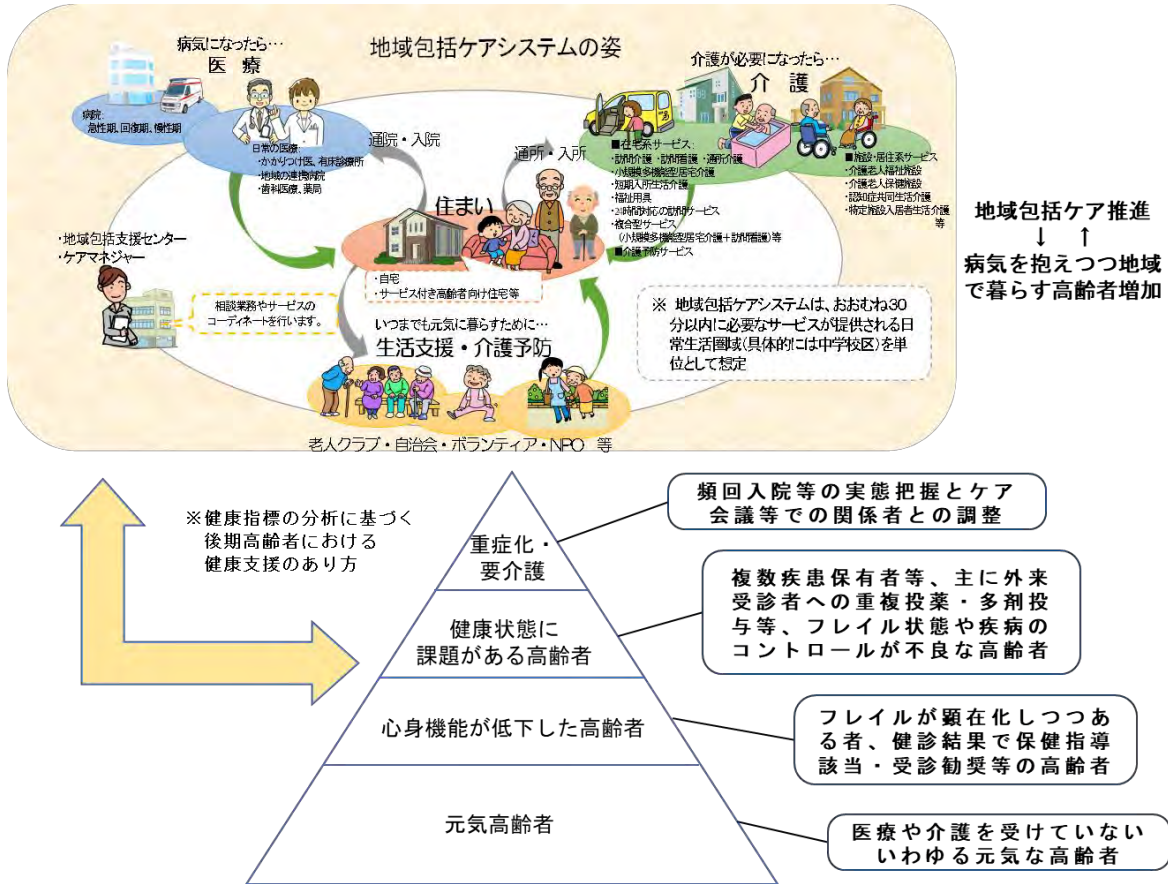 地域包括ケアシステムの姿
病気になったら…
医 療
病院:
急性期、回復期、慢性期
日常の医療:
・かかりつけ医、有床診療所
・地域の連携病院
・歯科医療、薬局
通院・入院
通所・入所
介護が必要になったら…
介 護
■在宅系サービス:
・訪問介護・訪問看護・通所介護
・小規模多機能型居宅介護
・短期入所生活介護
・福祉用具
・24時間対応の訪問サービス
・複合型サービス
(小規模多機能型居宅介護+訪問看護)等
■介護予防サービス
■施設・居住系サービス
・介護老人福祉施設
・介護老人保健施設
・認知症共同生活介護
・特定施設入居者生活介護
等
住まい
・自宅
・サービス付き高齢者向け住宅等
・地域包括支援センター
・ケアマネジャー
相談業務やサービスの
コーディネートを行います。
いつまでも元気に暮らすために…
生活支援・介護予防
老人クラブ・自治会・ボランティア・NPO 等
※ 地域包括ケアシステムは、おおむね30
分以内に必要なサービスが提供される日
常生活圏域(具体的には中学校区)を単
位として想定
地域包括ケア推進
↓ ↑
病気を抱えつつ地域
で暮らす高齢者増加
※健康指標の分析に基づく
後期高齢者における
健康支援のあり方
重症化・
要介護
頻回入院等の実態把握とケア
会議等での関係者との調整
健康状態に
課題がある高齢者
複数疾患保有者等、主に外来
受診者への重複投薬・多剤投
与等、フレイル状態や疾病の
コントロールが不良な高齢者
心身機能が低下した高齢者
フレイルが顕在化しつつあ
る者、健診結果で保健指導
該当・受診勧奨等の高齢者
元気高齢者
医療や介護を受けていない
いわゆる元気な高齢者